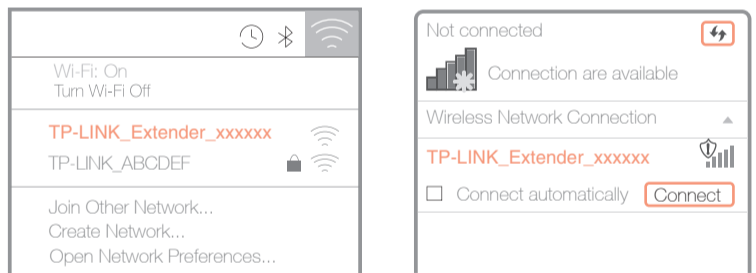 Wi-Fi: On
Turn Wi-Fi Off
TP-LINK_Extender_xxxxxx
TP-LINK_ABCDEF
Join Other Network...
Create Network...
Open Network Preferences...
Not connected
Connection are available
Wireless Network Connection
TP-LINK_Extender_xxxxxx
Connect automatically Connect